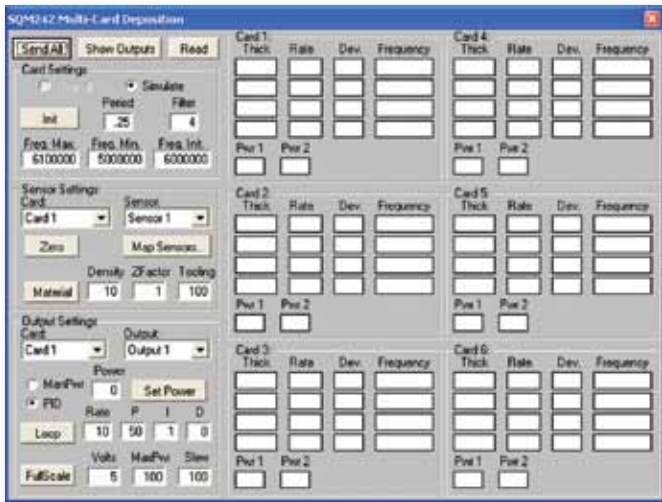 SQM242 Multi-Card Deposition
Send All Show Outputs Read
Card Settings
Simulate
Period Filter
Init .25 4
Freq. Max. Freq. Min. Freq. Init.
6100000 5000000 6000000
Sensor Settings
Card: Sensor:
Card 1 Sensor 1
Zero Map Sensors
Density ZFactor Tooling
Material 10 1 100
Output Settings
Card: Output:
Card 1 Output 1
Power
ManPwr 0 Set Power
PID
Rate P I D
Loop 10 50 1 0
Volts MaxPwr Slew
FullScale 5 100 100
Card 1:
Thick Rate Dev. Frequency
Pwr 1 Pwr 2
Card 2:
Thick Rate Dev. Frequency
Pwr 1 Pwr 2
Card 3:
Thick Rate Dev. Frequency
Pwr 1 Pwr 2
Card 4:
Thick Rate Dev. Frequency
Pwr 1 Pwr 2
Card 5:
Thick Rate Dev. Frequency
Pwr 1 Pwr 2
Card 6:
Thick Rate Dev. Frequency
Pwr 1 Pwr 2